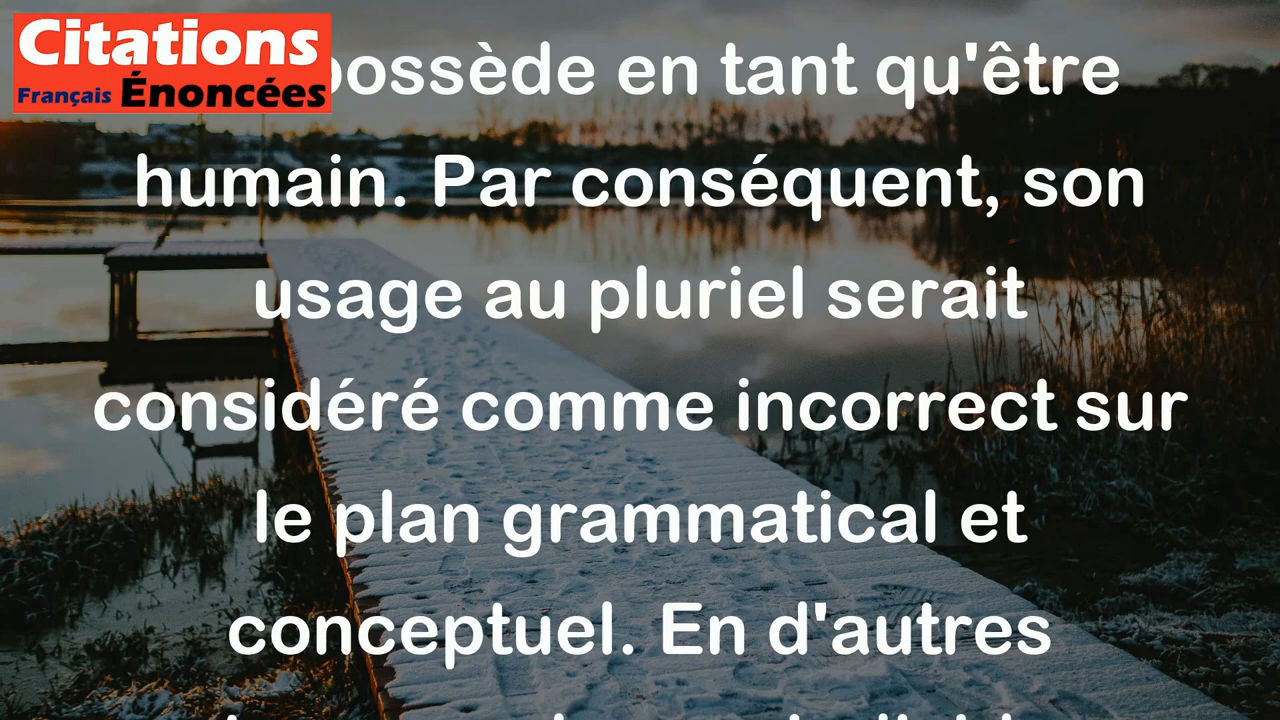 Citations
Français Énoncées
possède en tant qu'être
humain. Par conséquent, son
usage au pluriel serait
considéré comme incorrect sur
le plan grammatical et
conceptuel. En d'autres